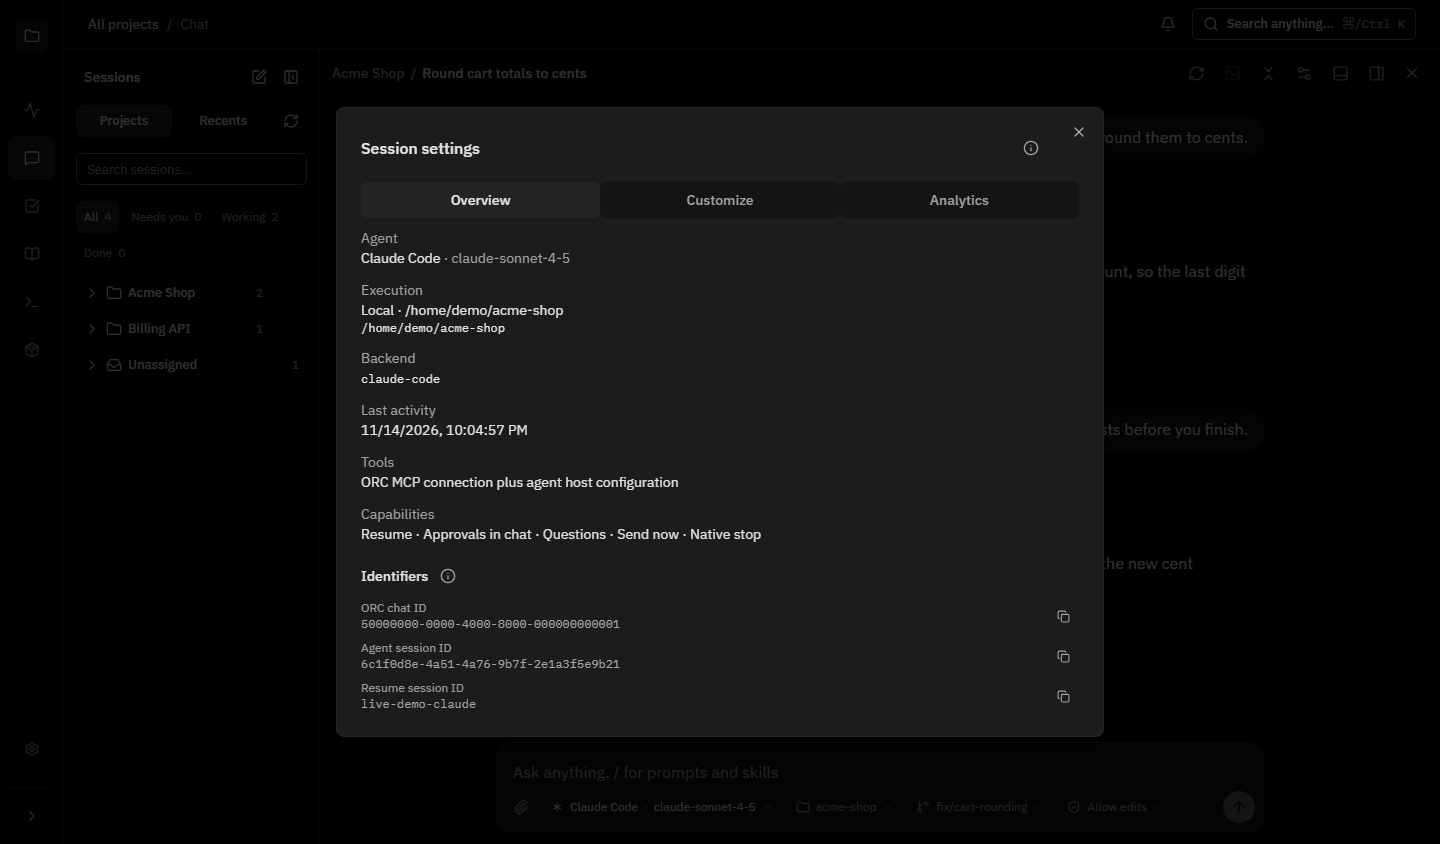 All projects / Chat
Search anything... ⌘/Ctrl K
Sessions
Acme Shop / Round cart totals to cents
Projects
Recents
Search sessions...
All 4
Needs you 0
Working 2
Done 0
Acme Shop 2
Billing API 1
Unassigned 1
ound them to cents.
unt, so the last digit
sts before you finish.
the new cent
Session settings
Overview
Customize
Analytics
Agent
Claude Code · claude-sonnet-4-5
Execution
Local · /home/demo/acme-shop
/home/demo/acme-shop
Backend
claude-code
Last activity
11/14/2026, 10:04:57 PM
Tools
ORC MCP connection plus agent host configuration
Capabilities
Resume · Approvals in chat · Questions · Send now · Native stop
Identifiers
ORC chat ID
50000000-0000-4000-8000-000000000001
Agent session ID
6c1f0d8e-4a51-4a76-9b7f-2e1a3f5e9b21
Resume session ID
live-demo-claude
Ask anything. / for prompts and skills
Claude Code · claude-sonnet-4-5
acme-shop
fix/cart-rounding
Allow edits